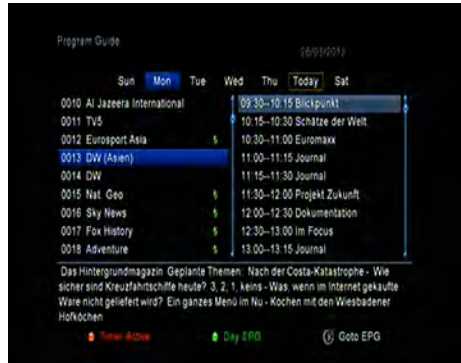 Program Guide
26/03/2012
Sun Mon Tue Wed Thu Today Sat
0010 Al Jazeera International
0011 TV5
0012 Eurosport Asia $
0013 DW (Asien)
0014 DW
0015 Nat. Geo $
0016 Sky News $
0017 Fox History $
0018 Adventure $
09:30--10:15 Blickpunkt
10:15--10:30 Schätze der Welt
10:30--11:00 Euromaxx
11:00--11:15 Journal
11:15--11:30 Journal
11:30--12:00 Projekt Zukunft
12:00--12:30 Dokumentation
12:30--13:00 Im Focus
13:00--13:15 Journal
Das Hintergrundmagazin Geplante Themen: Nach der Costa-Katastrophe - Wie
sicher sind Kreuzfahrtschiffe heute? 3, 2, 1, keins - Was, wenn im Internet gekaufte
Ware nicht geliefert wird? Ein ganzes Menü im Nu - Kochen mit den Wiesbadener
Hofköchen
Timer Active Day EPG Goto EPG